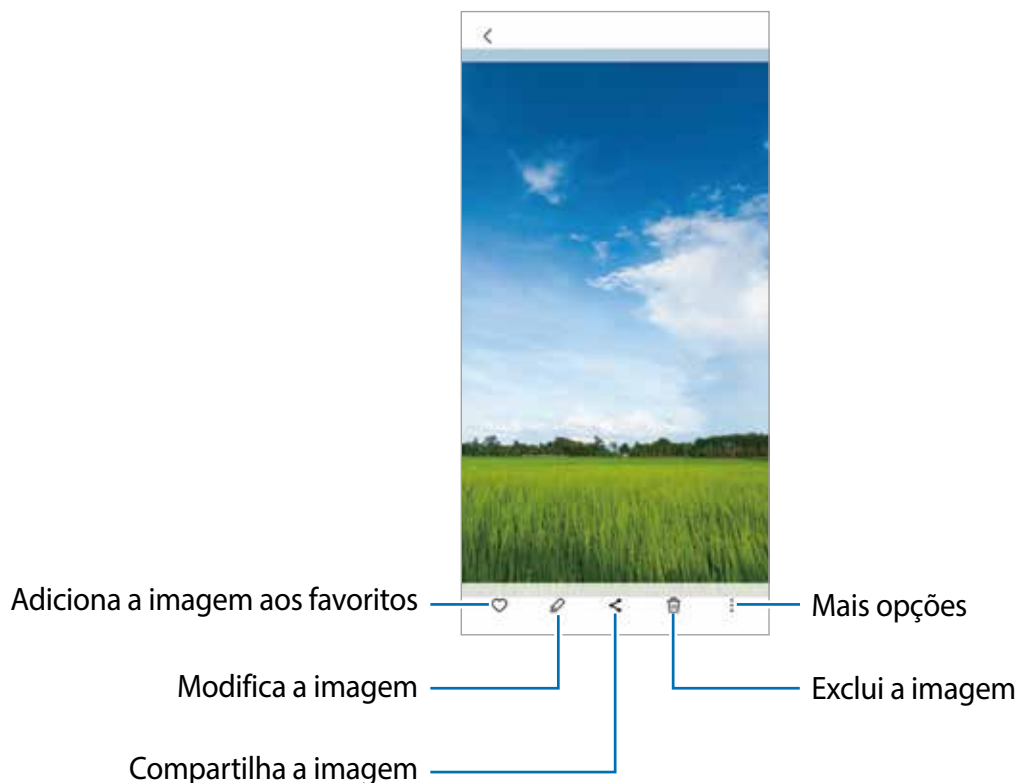 Adiciona a imagem aos favoritos
Mais opções
Modifica a imagem
Exclui a imagem
Compartilha a imagem